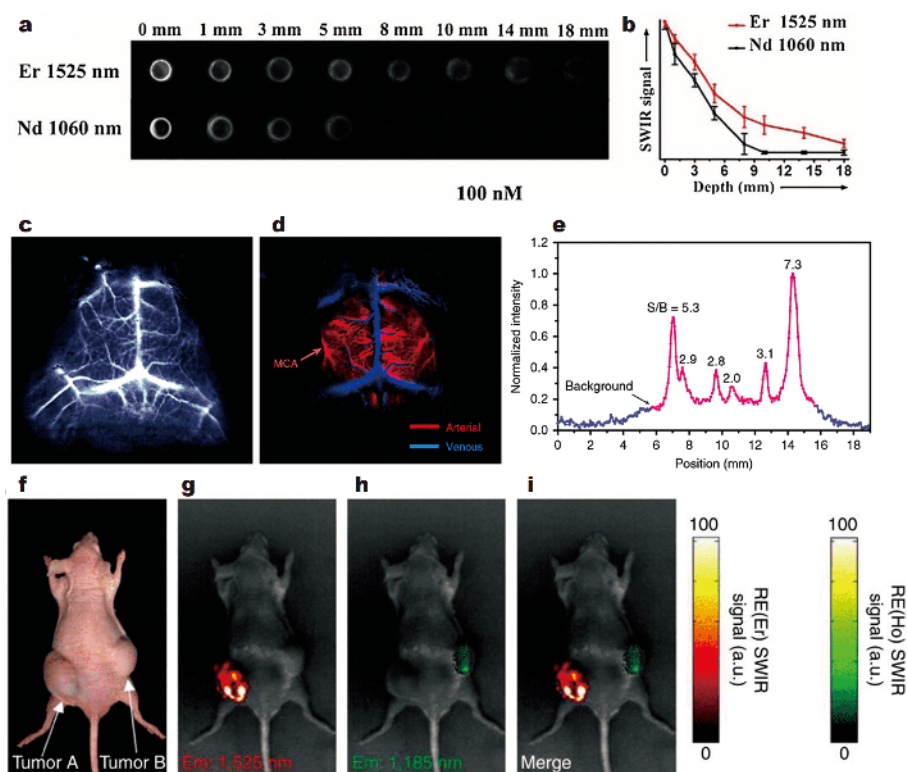 a
0 mm 1 mm 3 mm 5 mm 8 mm 10 mm 14 mm 18 mm
Er 1525 nm
Nd 1060 nm
100 nM
b
Er 1525 nm
Nd 1060 nm
SWIR signal
0 3 6 9 12 14 18
Depth (mm)
c
d
MCA
Arterial
Venous
e
1.2
1.0
0.8
0.6
0.4
0.2
0.0
Normalized intensity
S/B = 5.3
2.9
2.8
2.0
3.1
7.3
Background
0 2 4 6 8 10 12 14 16 18
Position (mm)
f
Tumor A
Tumor B
g
Em: 1,525 nm
h
Em: 1,185 nm
i
Merge
100
0
RE(Er) SWIR
signal (a.u.)
100
0
RE(Ho) SWIR
signal (a.u.)